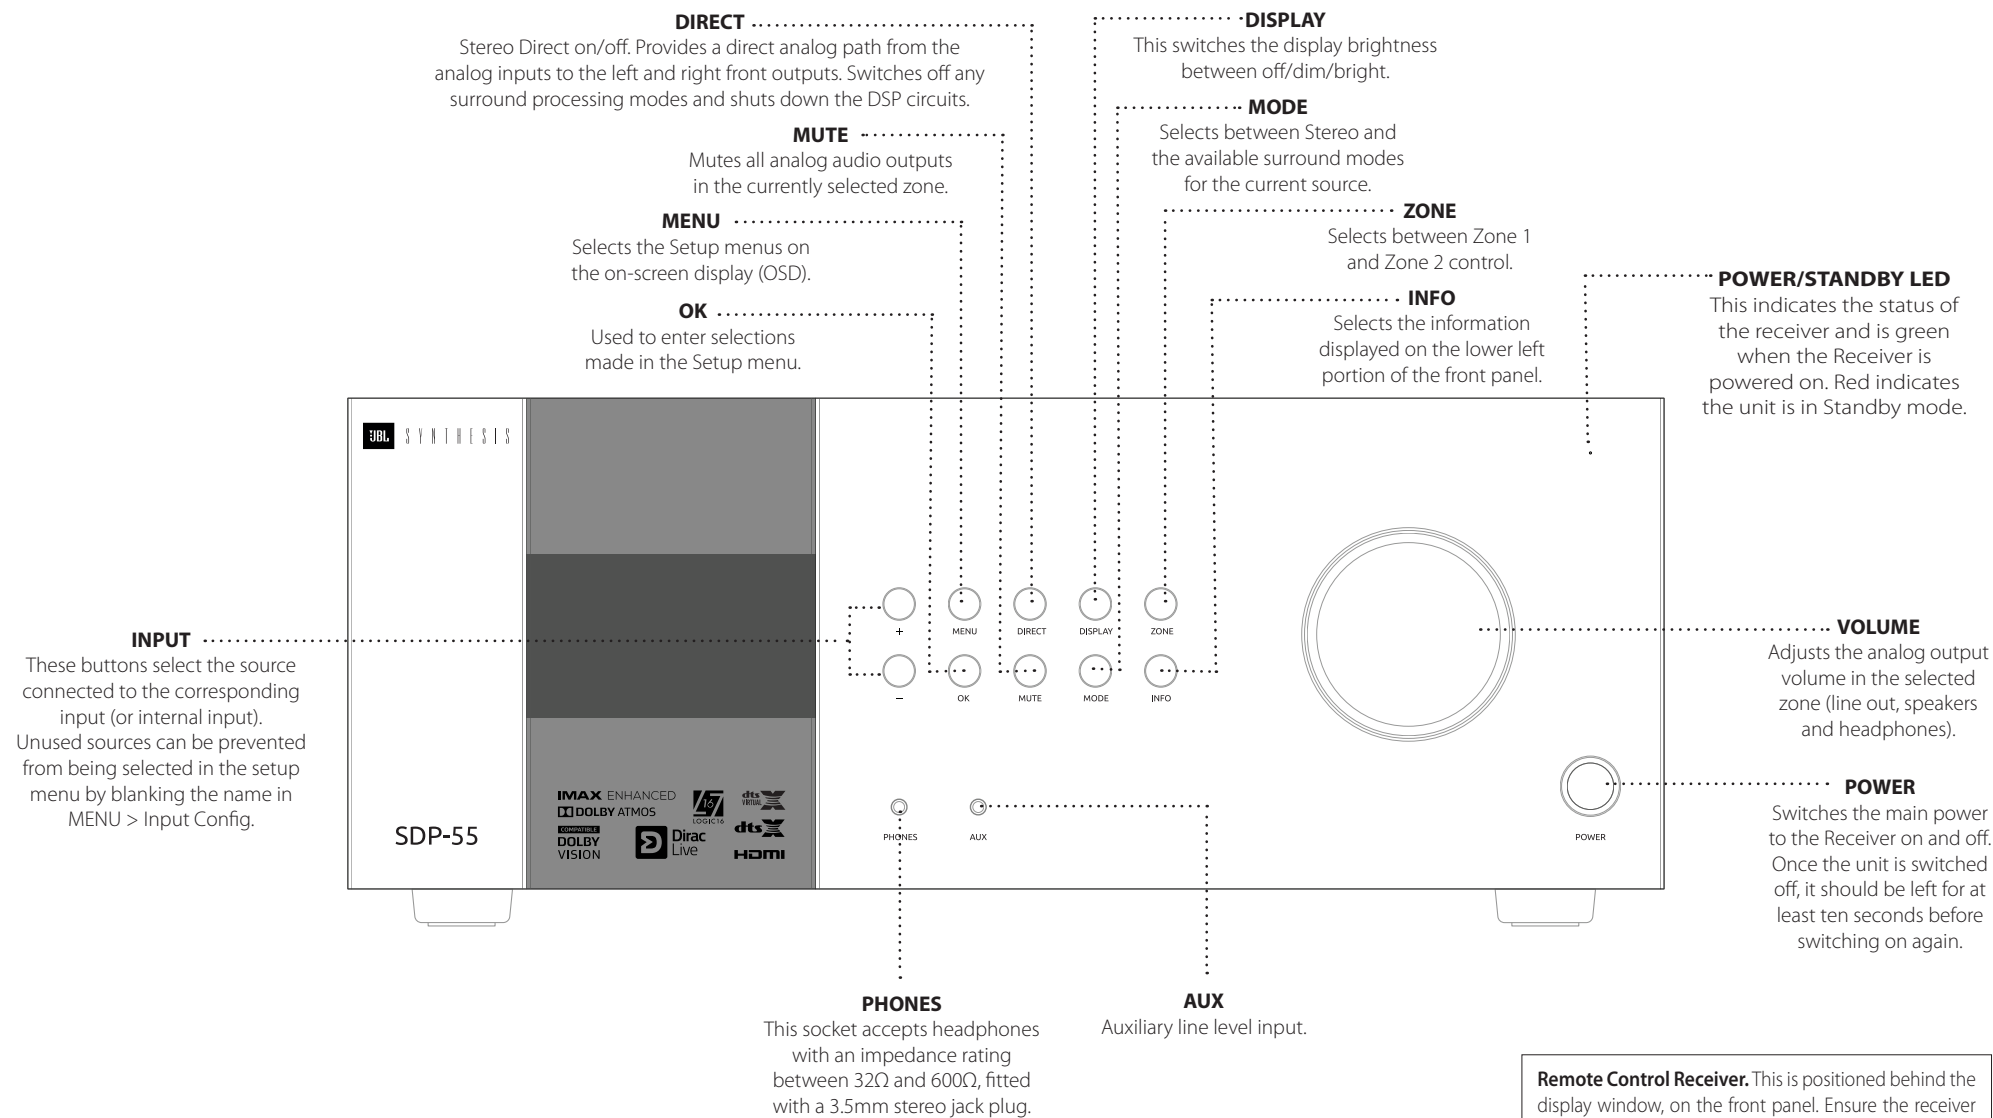 DIRECT
Stereo Direct on/off. Provides a direct analog path from the
analog inputs to the left and right front outputs. Switches off any
surround processing modes and shuts down the DSP circuits.
MUTE
Mutes all analog audio outputs
in the currently selected zone.
MENU
Selects the Setup menus on
the on-screen display (OSD).
OK
Used to enter selections
made in the Setup menu.
DISPLAY
This switches the display brightness
between off/dim/bright.
MODE
Selects between Stereo and
the available surround modes
for the current source.
ZONE
Selects between Zone 1
and Zone 2 control.
INFO
Selects the information
displayed on the lower left
portion of the front panel.
POWER/STANDBY LED
This indicates the status of
the receiver and is green
when the Receiver is
powered on. Red indicates
the unit is in Standby mode.
JBL SYNTHESIS
INPUT
These buttons select the source
connected to the corresponding
input (or internal input).
Unused sources can be prevented
from being selected in the setup
menu by blanking the name in
MENU > Input Config.
+ MENU DIRECT DISPLAY ZONE
− OK MUTE MODE INFO
VOLUME
Adjusts the analog output
volume in the selected
zone (line out, speakers
and headphones).
SDP-55
IMAX ENHANCED
DOLBY ATMOS
COMPATIBLE
DOLBY
VISION
16
LOGIC16
Dirac
Live
dts X
VIRTUAL
dts X
HDMI
PHONES
AUX
POWER
POWER
Switches the main power
to the Receiver on and off.
Once the unit is switched
off, it should be left for at
least ten seconds before
switching on again.
PHONES
This socket accepts headphones
with an impedance rating
between 32Ω and 600Ω, fitted
with a 3.5mm stereo jack plug.
AUX
Auxiliary line level input.
Remote Control Receiver. This is positioned behind the
display window, on the front panel. Ensure the receiver